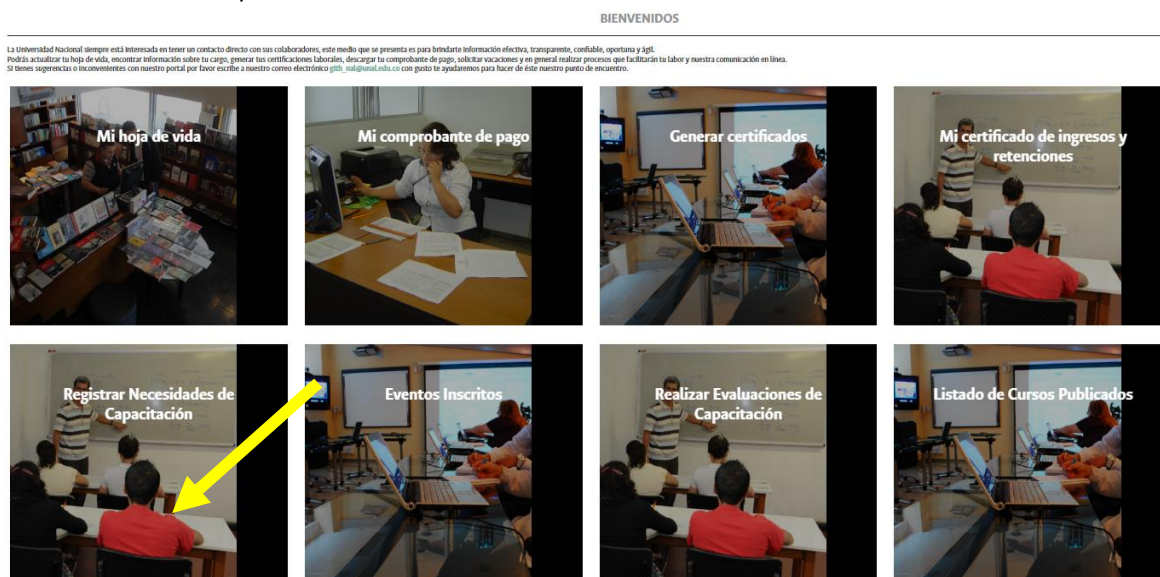 BIENVENIDOS
La Universidad Nacional siempre está interesada en tener un contacto directo con sus colaboradores, este medio que se presenta es para brindarte información efectiva, transparente, confiable, oportuna y ágil.
Podrás actualizar tu hoja de vida, encontrar información sobre tu cargo, generar tus certificaciones laborales, descargar tu comprobante de pago, solicitar vacaciones y en general realizar procesos que facilitarán tu labor y nuestra comunicación en línea.
Si tienes sugerencias o inconvenientes con nuestro portal por favor escribe a nuestro correo electrónico gith_nal@unal.edu.co con gusto te ayudaremos para hacer de éste nuestro punto de encuentro.
Mi hoja de vida
Mi comprobante de pago
Generar certificados
Mi certificado de ingresos y
retenciones
Registrar Necesidades de
Capacitación
Eventos Inscritos
Realizar Evaluaciones de
Capacitación
Listado de Cursos Publicados